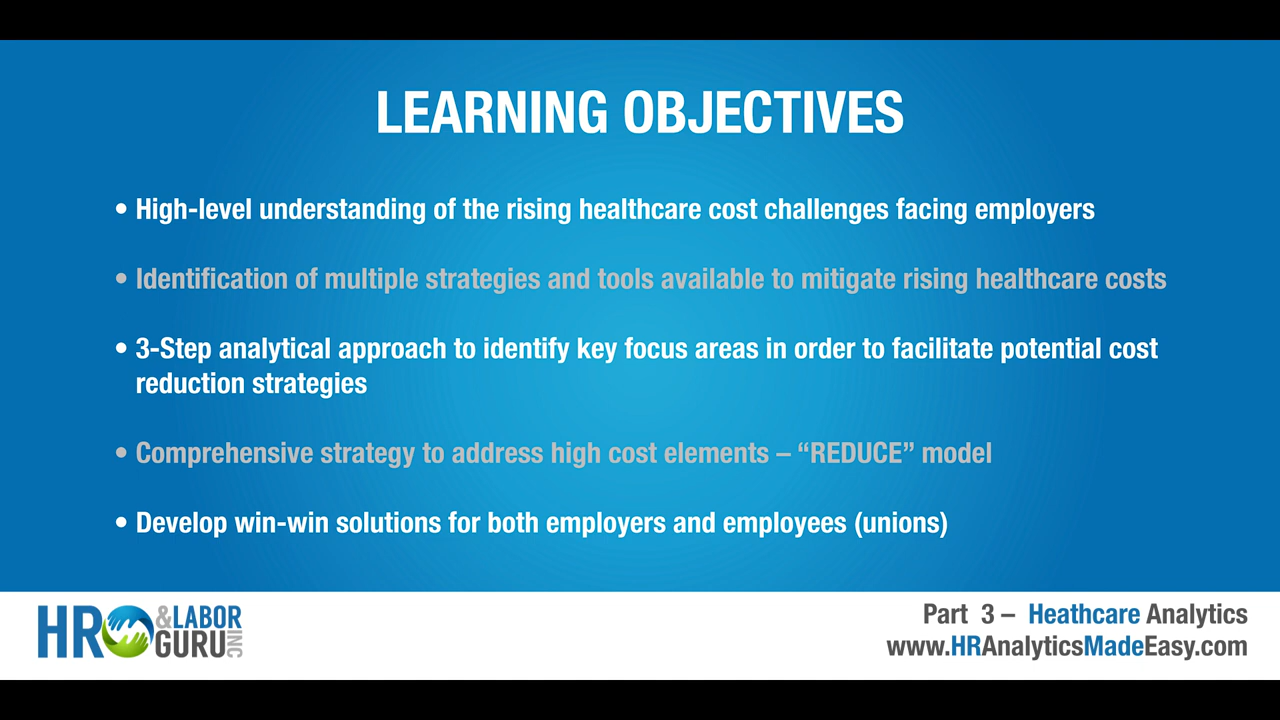 LEARNING OBJECTIVES
• High-level understanding of the rising healthcare cost challenges facing employers
• Identification of multiple strategies and tools available to mitigate rising healthcare costs
• 3-Step analytical approach to identify key focus areas in order to facilitate potential cost
reduction strategies
• Comprehensive strategy to address high cost elements – “REDUCE” model
• Develop win-win solutions for both employers and employees (unions)
HR &LABOR
GURU INC
Part 3 – Heathcare Analytics
www.HRAnalyticsMadeEasy.com